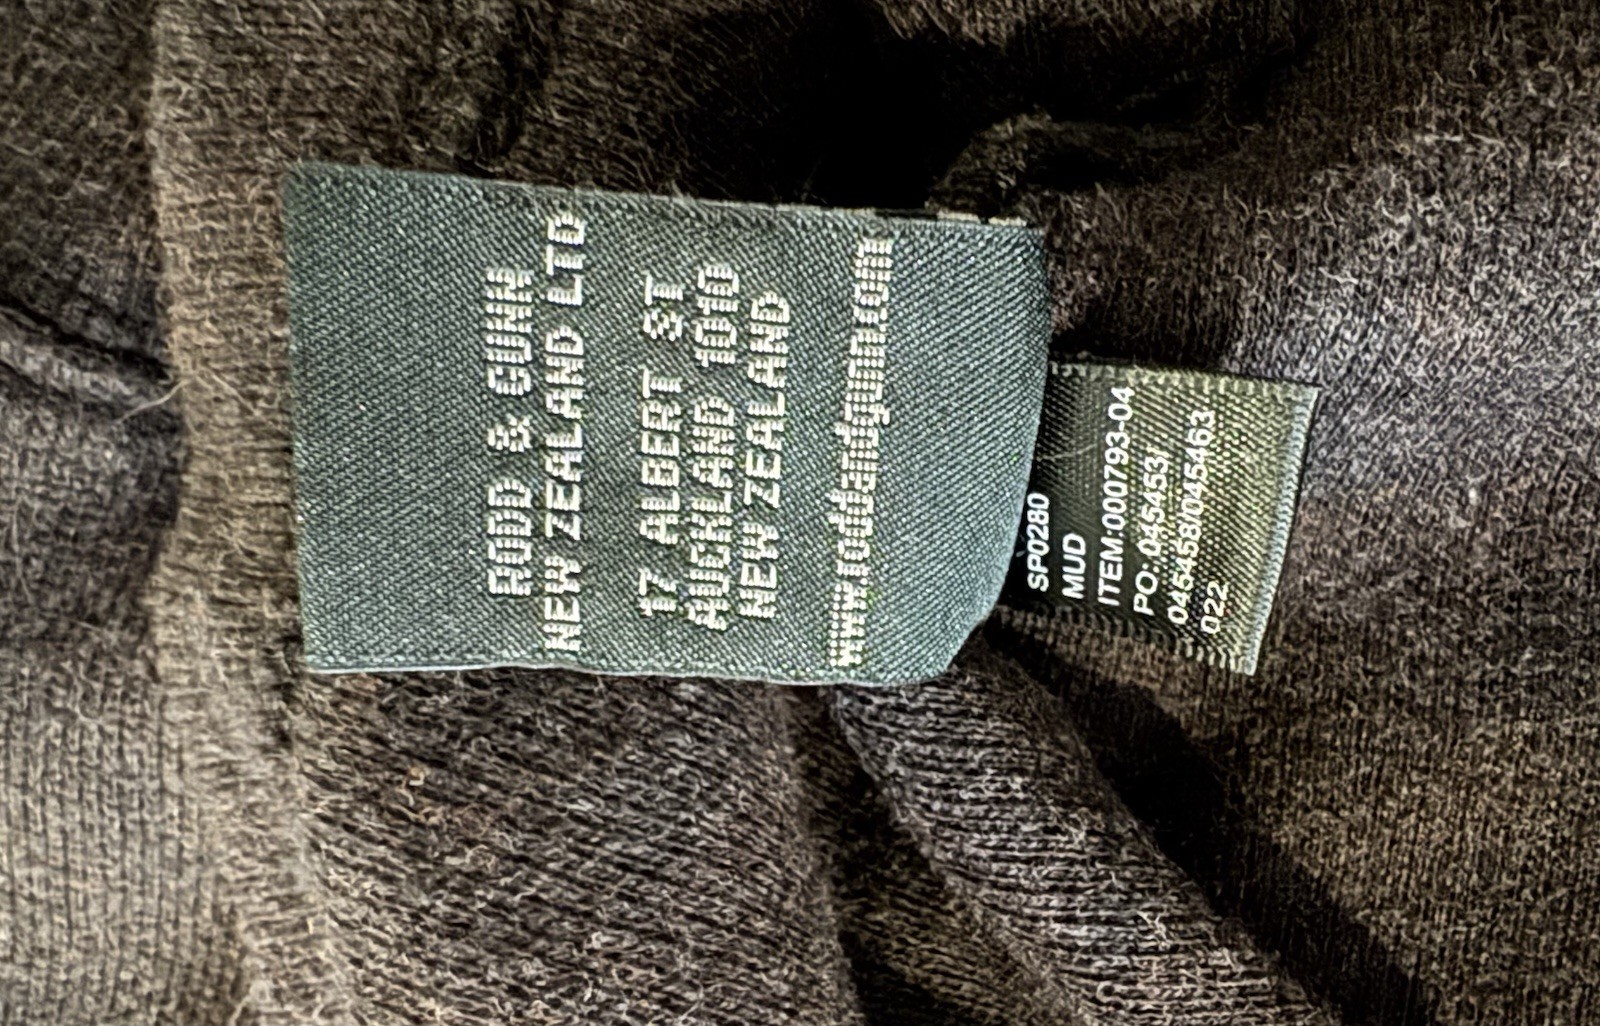 RODD & GUNN
NEW ZEALAND LTD
17 ALBERT ST
AUCKLAND 1010
NEW ZEALAND
www.roddandgunn.com
SP0280
MUD
ITEM:000793-04
PO: 045453/
045458/045463
022